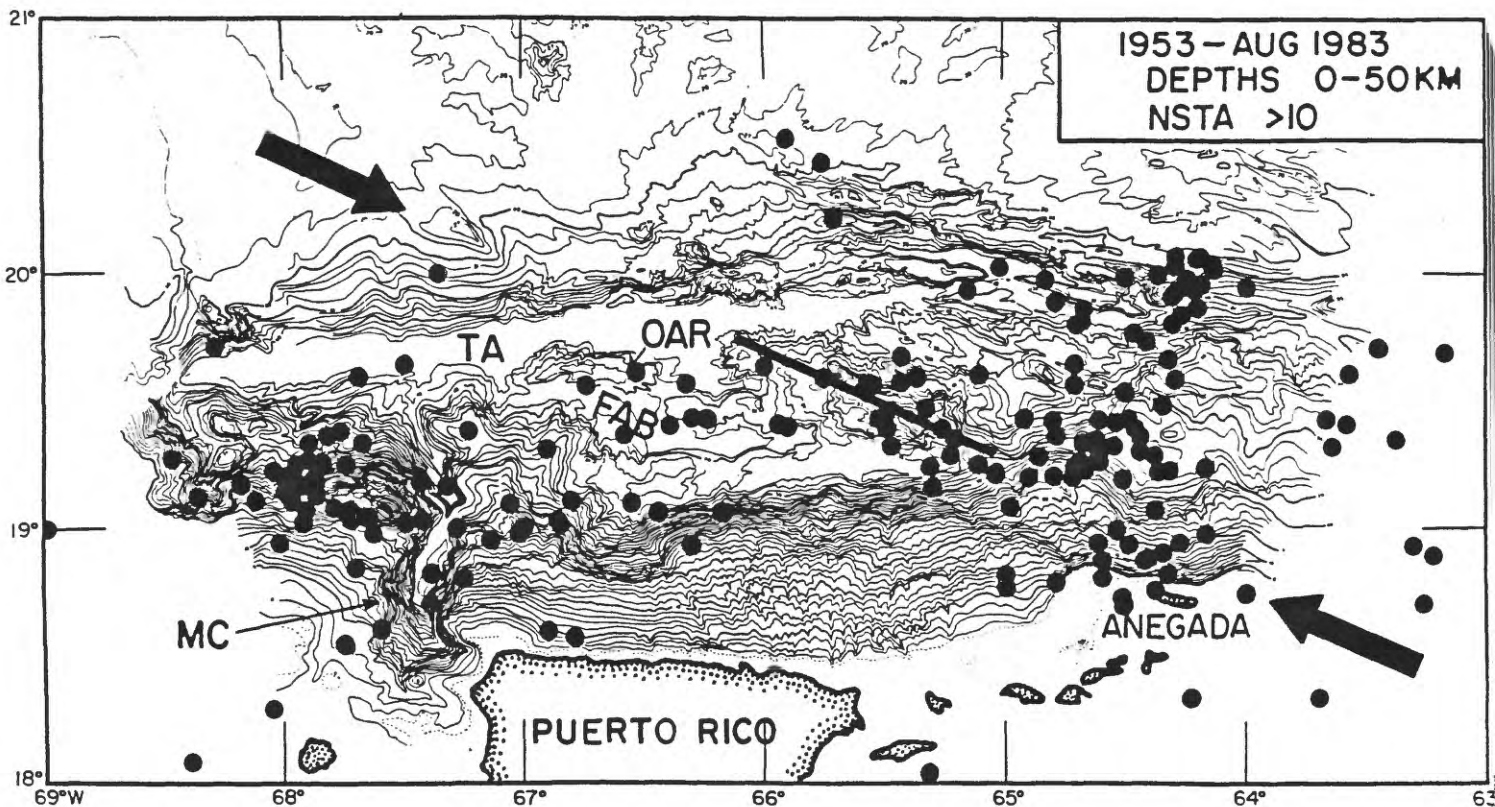 21°
1953-AUG 1983
DEPTHS 0-50KM
NSTA >10
20°
TA
OAR
FAB
19°
MC
ANEGADA
PUERTO RICO
18°
69°W
68°
67°
66°
65°
64°
63